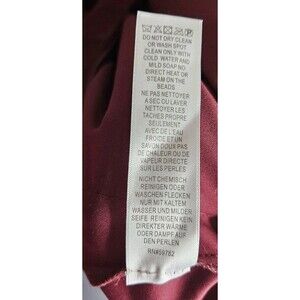 DO NOT DRY CLEAN
OR WASH SPOT
CLEAN ONLY WITH
COLD WATER AND
MILD SOAP NO
DIRECT HEAT OR
STEAM ON THE
BEADS
NE PAS NETTOYER
A SEC OU LAVER
NETTOYER LES
TACHES PROPRE
SEULEMENT
AVEC DE L'EAU
FROIDE ET UN
SAVON DOUX PAS
DE CHALEUR OU DE
VAPEUR DIRECTE
SUR LES PERLES
NICHT CHEMISCH
REINIGEN ODER
WASCHEN FLECKEN
NUR MIT KALTEM
WASSER UND MILDER
SEIFE REINIGEN KEIN
DIREKTER WÄRME
ODER DAMPF AUF
DEN
RN#59782